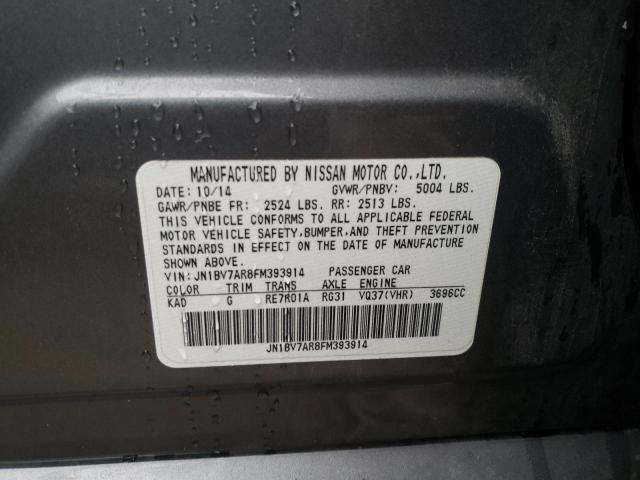 MANUFACTURED BY NISSAN MOTOR CO.,LTD.
DATE: 10/14 GVWR/PNBV: 5004 LBS.
GAWR/PNBE FR: 2524 LBS. RR: 2513 LBS.
THIS VEHICLE CONFORMS TO ALL APPLICABLE FEDERAL
MOTOR VEHICLE SAFETY,BUMPER,AND THEFT PREVENTION
STANDARDS IN EFFECT ON THE DATE OF MANUFACTURE
SHOWN ABOVE.
VIN: JN1BV7AR8FM393914 PASSENGER CAR
COLOR TRIM TRANS AXLE ENGINE
KAD G RE7R01A RG31 VQ37(VHR) 3696CC
JN1BV7AR8FM393914